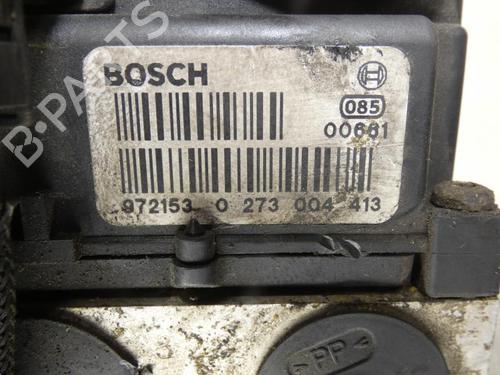 BOSCH
085
00661
972153 0 273 004 413
>PP<
B-PARTS